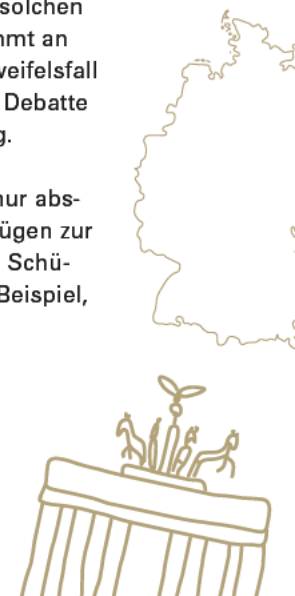 solchen
mmt an
weifelsfall
Debatte
g.
nur abs-
ügen zur
Schü-
Beispiel,